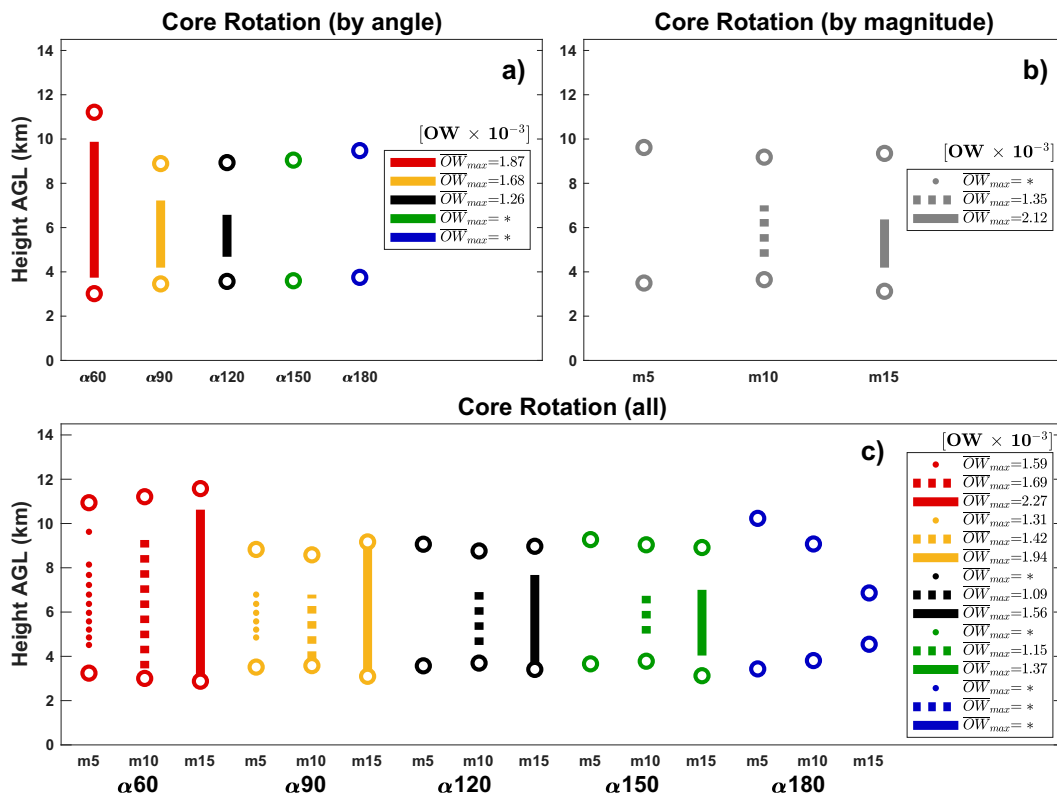 Core Rotation (by angle)
a)
Height AGL (km)
14
12
10
8
6
4
2
0
[OW × 10⁻³]
OW̅max=1.87
OW̅max=1.68
OW̅max=1.26
OW̅max= *
OW̅max= *
α60 α90 α120 α150 α180
Core Rotation (by magnitude)
b)
14
12
10
8
6
4
2
0
[OW × 10⁻³]
OW̅max= *
OW̅max=1.35
OW̅max=2.12
m5 m10 m15
Core Rotation (all)
c)
Height AGL (km)
14
12
10
8
6
4
2
0
[OW × 10⁻³]
OW̅max=1.59
OW̅max=1.69
OW̅max=2.27
OW̅max=1.31
OW̅max=1.42
OW̅max=1.94
OW̅max= *
OW̅max=1.09
OW̅max=1.56
OW̅max= *
OW̅max=1.15
OW̅max=1.37
OW̅max= *
OW̅max= *
OW̅max= *
m5 m10 m15 m5 m10 m15 m5 m10 m15 m5 m10 m15 m5 m10 m15
α60 α90 α120 α150 α180